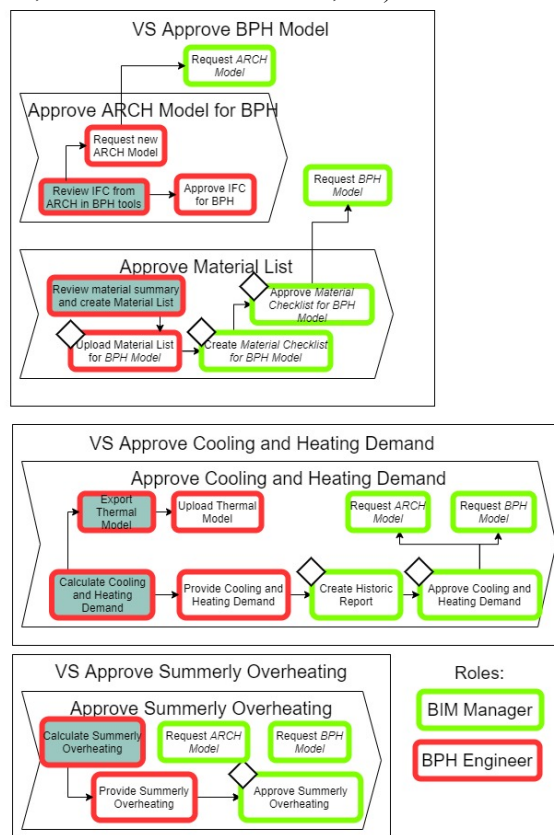 VS Approve BPH Model
Request ARCH
Model
Approve ARCH Model for BPH
Request new
ARCH Model
Request BPH
Model
Review IFC from
ARCH in BPH tools
Approve IFC
for BPH
Approve Material List
Review material summary
and create Material List
Approve Material
Checklist for BPH
Model
Upload Material List
for BPH Model
Create Material Checklist
for BPH Model
VS Approve Cooling and Heating Demand
Approve Cooling and Heating Demand
Export
Thermal Model
Upload Thermal
Model
Request ARCH
Model
Request BPH
Model
Calculate Cooling
and Heating
Demand
Provide Cooling and
Heating Demand
Create Historic
Report
Approve Cooling and
Heating Demand
VS Approve Summerly Overheating
Approve Summerly Overheating
Calculate Summerly
Overheating
Request ARCH
Model
Request BPH
Model
Provide Summerly
Overheating
Approve Summerly
Overheating
Roles:
BIM Manager
BPH Engineer